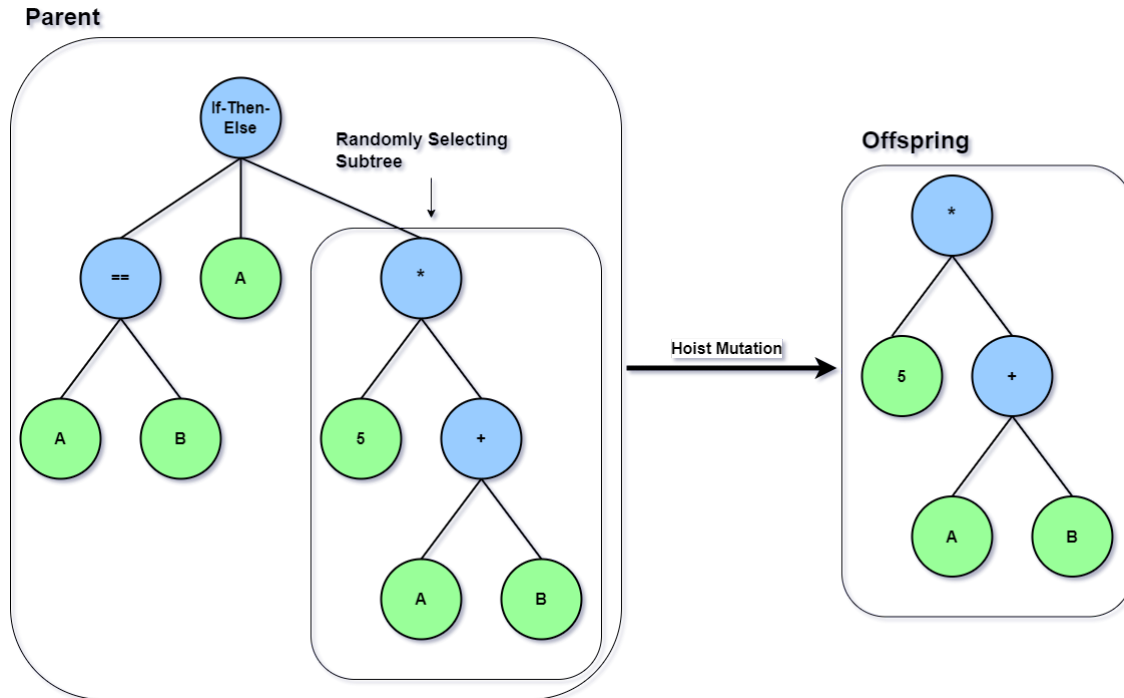 Parent
If-Then-
Else
Randomly Selecting
Subtree
==
A
*
A
B
5
+
A
B
Hoist Mutation
Offspring
*
5
+
A
B